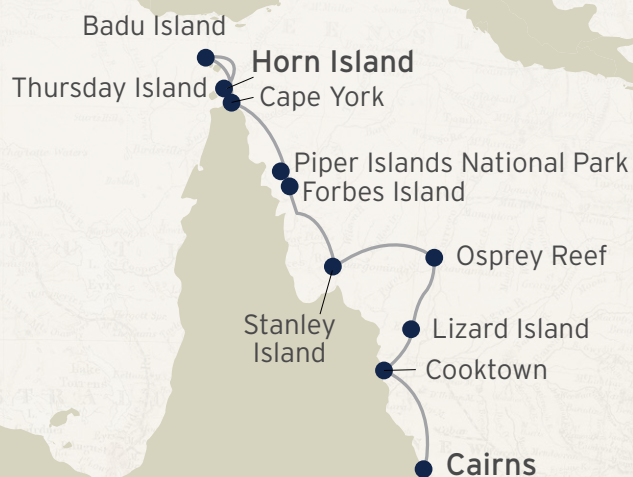 Badu Island
Horn Island
Thursday Island
Cape York
Piper Islands National Park
Forbes Island
Osprey Reef
Stanley
Island
Lizard Island
Cooktown
Cairns